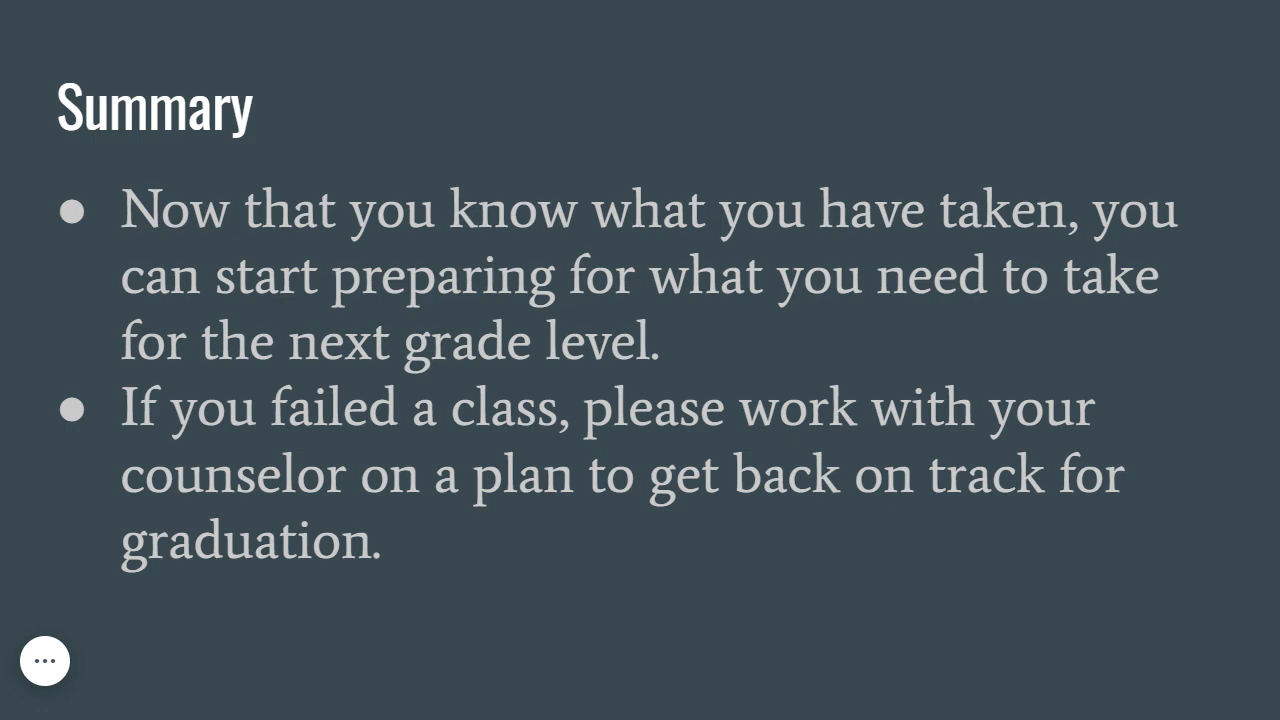 Summary
● Now that you know what you have taken, you
can start preparing for what you need to take
for the next grade level.
● If you failed a class, please work with your
counselor on a plan to get back on track for
graduation.